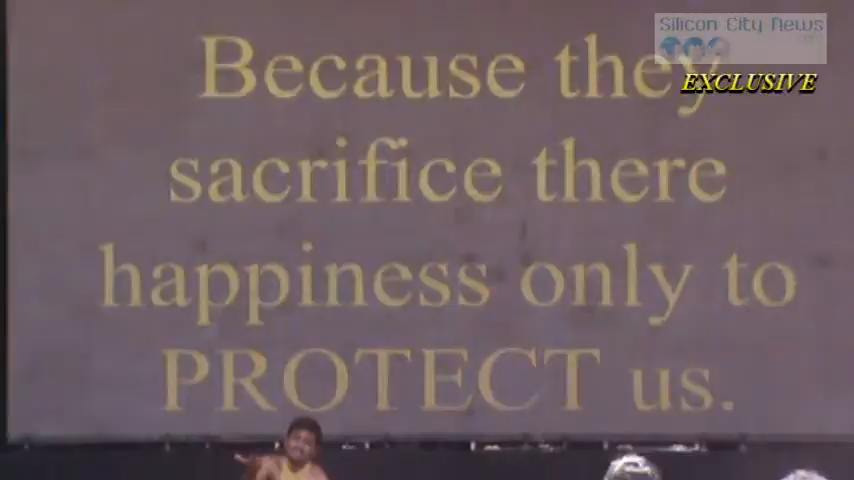 Silicon City News
EXCLUSIVE
Because they
sacrifice there
happiness only to
PROTECT us.